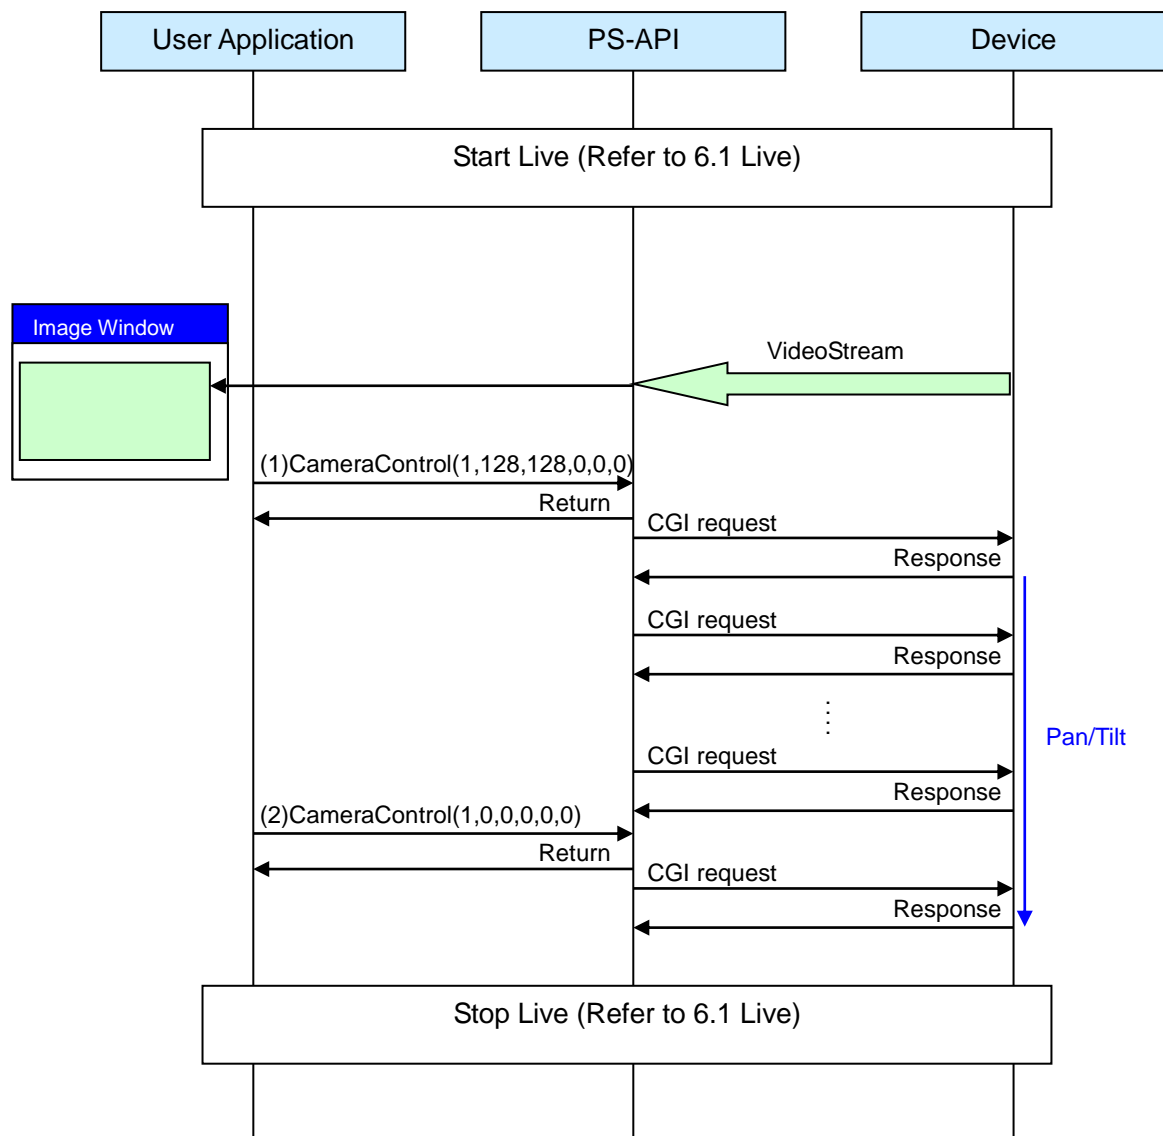 User Application
PS-API
Device
Start Live (Refer to 6.1 Live)
Image Window
VideoStream
(1)CameraControl(1,128,128,0,0,0)
Return
CGI request
Response
CGI request
Response
Pan/Tilt
CGI request
Response
(2)CameraControl(1,0,0,0,0,0)
Return
CGI request
Response
Stop Live (Refer to 6.1 Live)